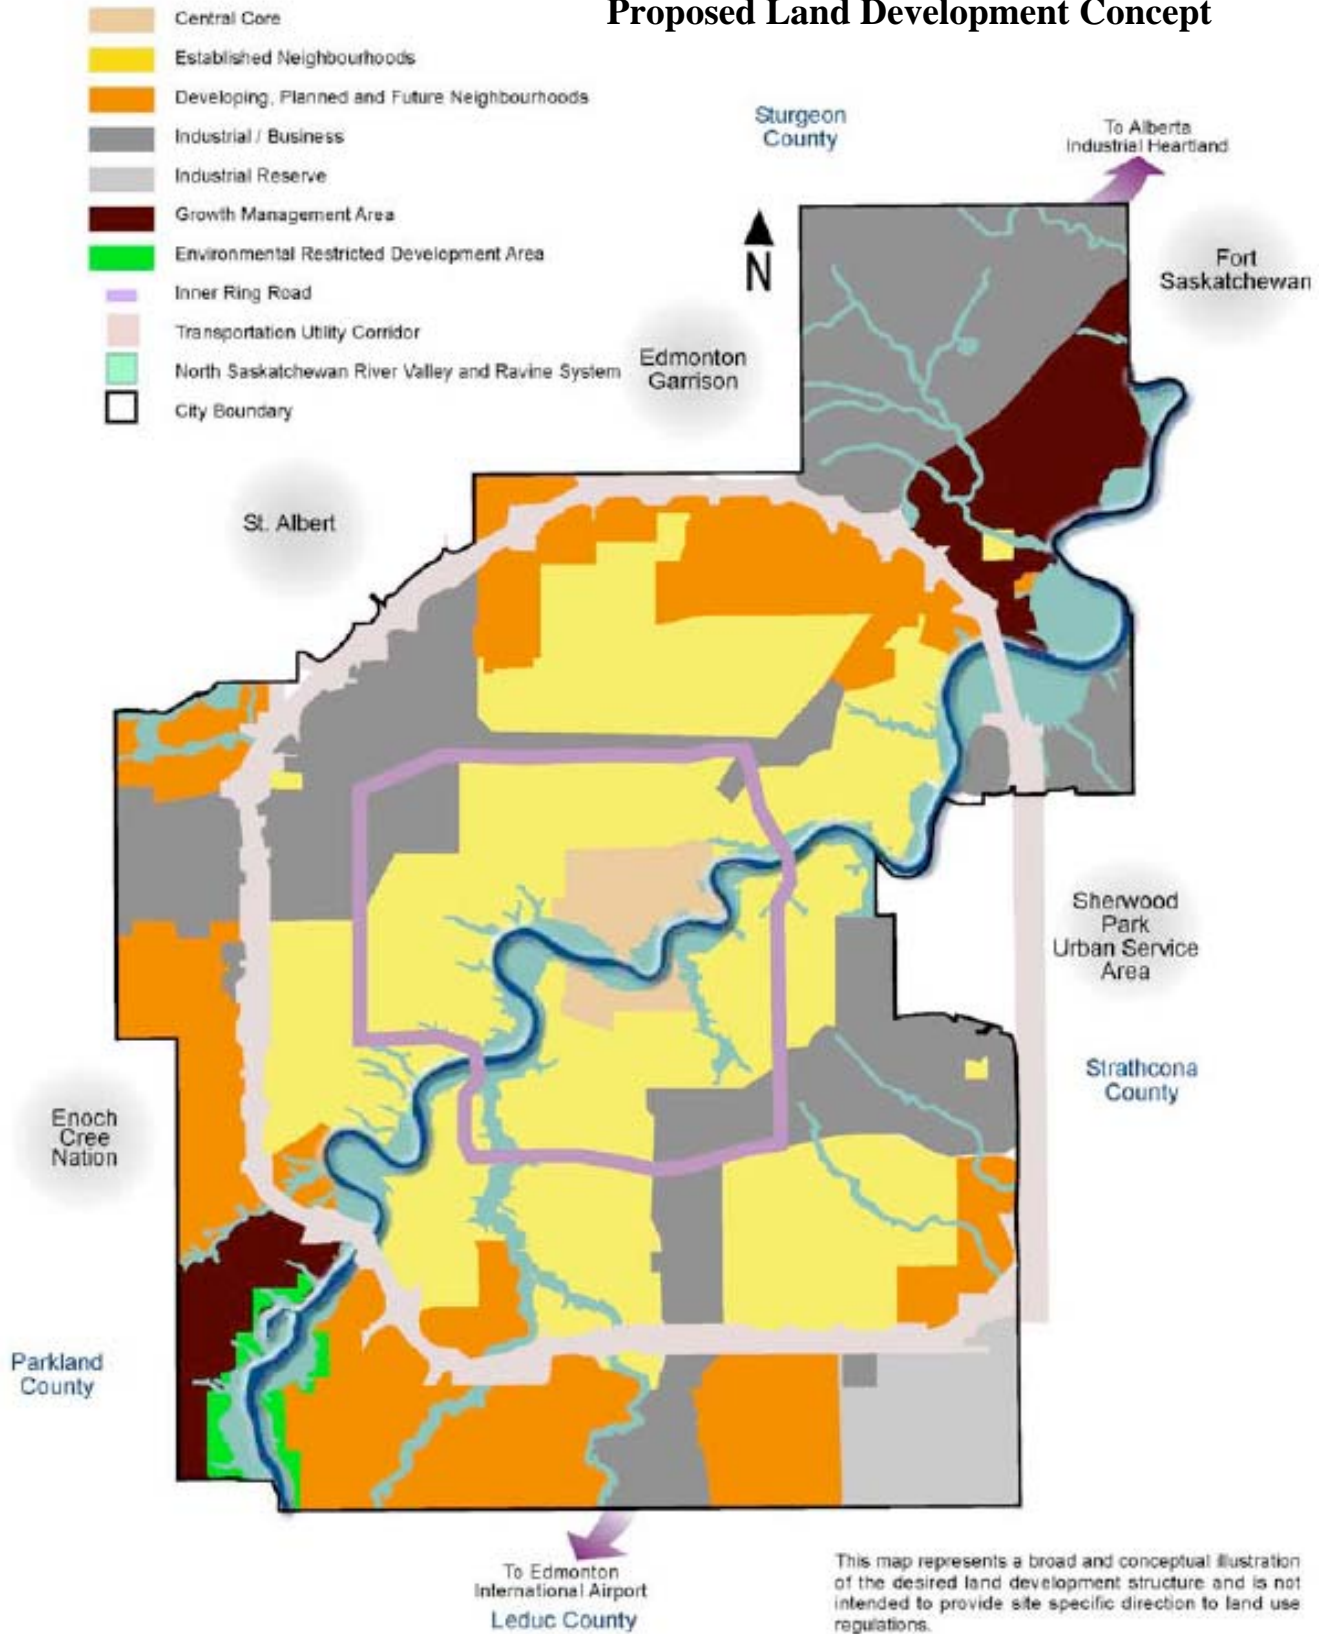 Proposed Land Development Concept
Central Core
Established Neighbourhoods
Developing, Planned and Future Neighbourhoods
Industrial / Business
Industrial Reserve
Growth Management Area
Environmental Restricted Development Area
Inner Ring Road
Transportation Utility Corridor
North Saskatchewan River Valley and Ravine System
City Boundary
Sturgeon
County
To Alberta
Industrial Heartland
N
Fort
Saskatchewan
Edmonton
Garrison
St. Albert
Sherwood
Park
Urban Service
Area
Strathcona
County
Enoch
Cree
Nation
Parkland
County
To Edmonton
International Airport
Leduc County
This map represents a broad and conceptual illustration
of the desired land development structure and is not
intended to provide site specific direction to land use
regulations.